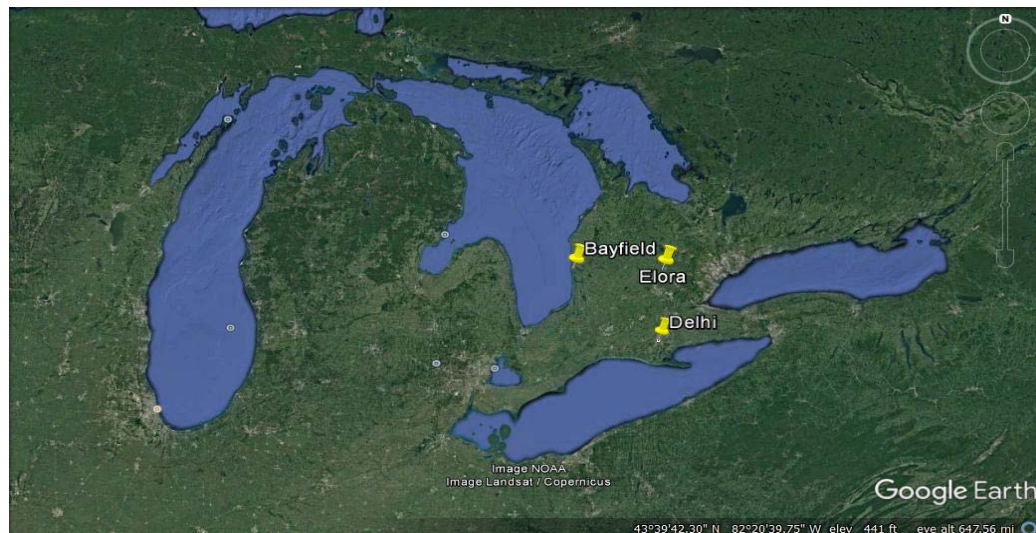 N
Bayfield
Elora
Delhi
Image NOAA
Image Landsat / Copernicus
Google Earth
43°39'42.30" N 82°20'39.75" W elev 441 ft eye alt 647.56 mi